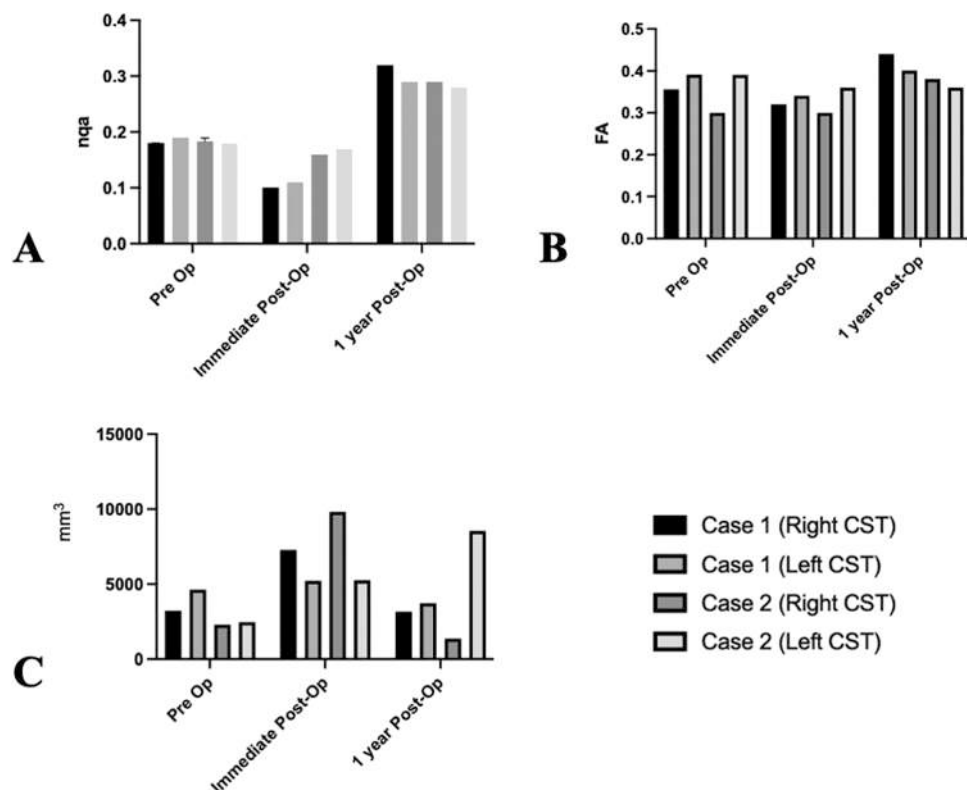 0.4
0.3
0.2
0.1
0.0
nqa
Pre Op
Immediate Post-Op
1 year Post-Op
A
0.5
0.4
0.3
0.2
0.1
0.0
FA
Pre Op
Immediate Post-Op
1 year Post-Op
B
15000
10000
5000
0
mm³
Pre Op
Immediate Post-Op
1 year Post-Op
C
Case 1 (Right CST)
Case 1 (Left CST)
Case 2 (Right CST)
Case 2 (Left CST)